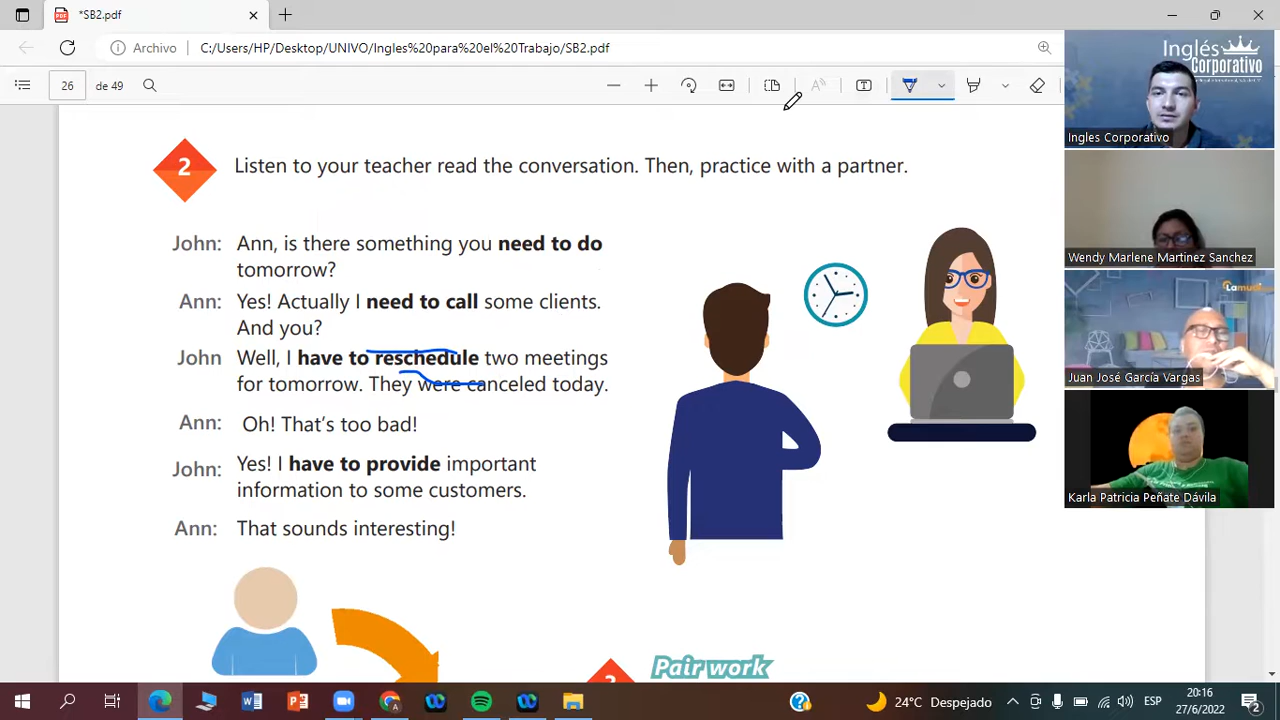 *SB2.pdf
Archivo
C:/Users/HP/Desktop/UNIVO/Ingles%20para%20el%20Trabajo/SB2.pdf
26
de 49
2
Listen to your teacher read the conversation. Then, practice with a partner.
John: Ann, is there something you need to do
tomorrow?
Ann: Yes! Actually I need to call some clients.
And you?
John Well, I have to reschedule two meetings
for tomorrow. They were canceled today.
Ann: Oh! That's too bad!
John: Yes! I have to provide important
information to some customers.
Ann: That sounds interesting!
Pair work
Inglés
Corporativo
Ingles Corporativo
Wendy Marlene Martinez Sanchez
Juan José García Vargas
Karla Patricia Peñate Dávila
24°C Despejado
ESP
20:16
27/6/2022
2